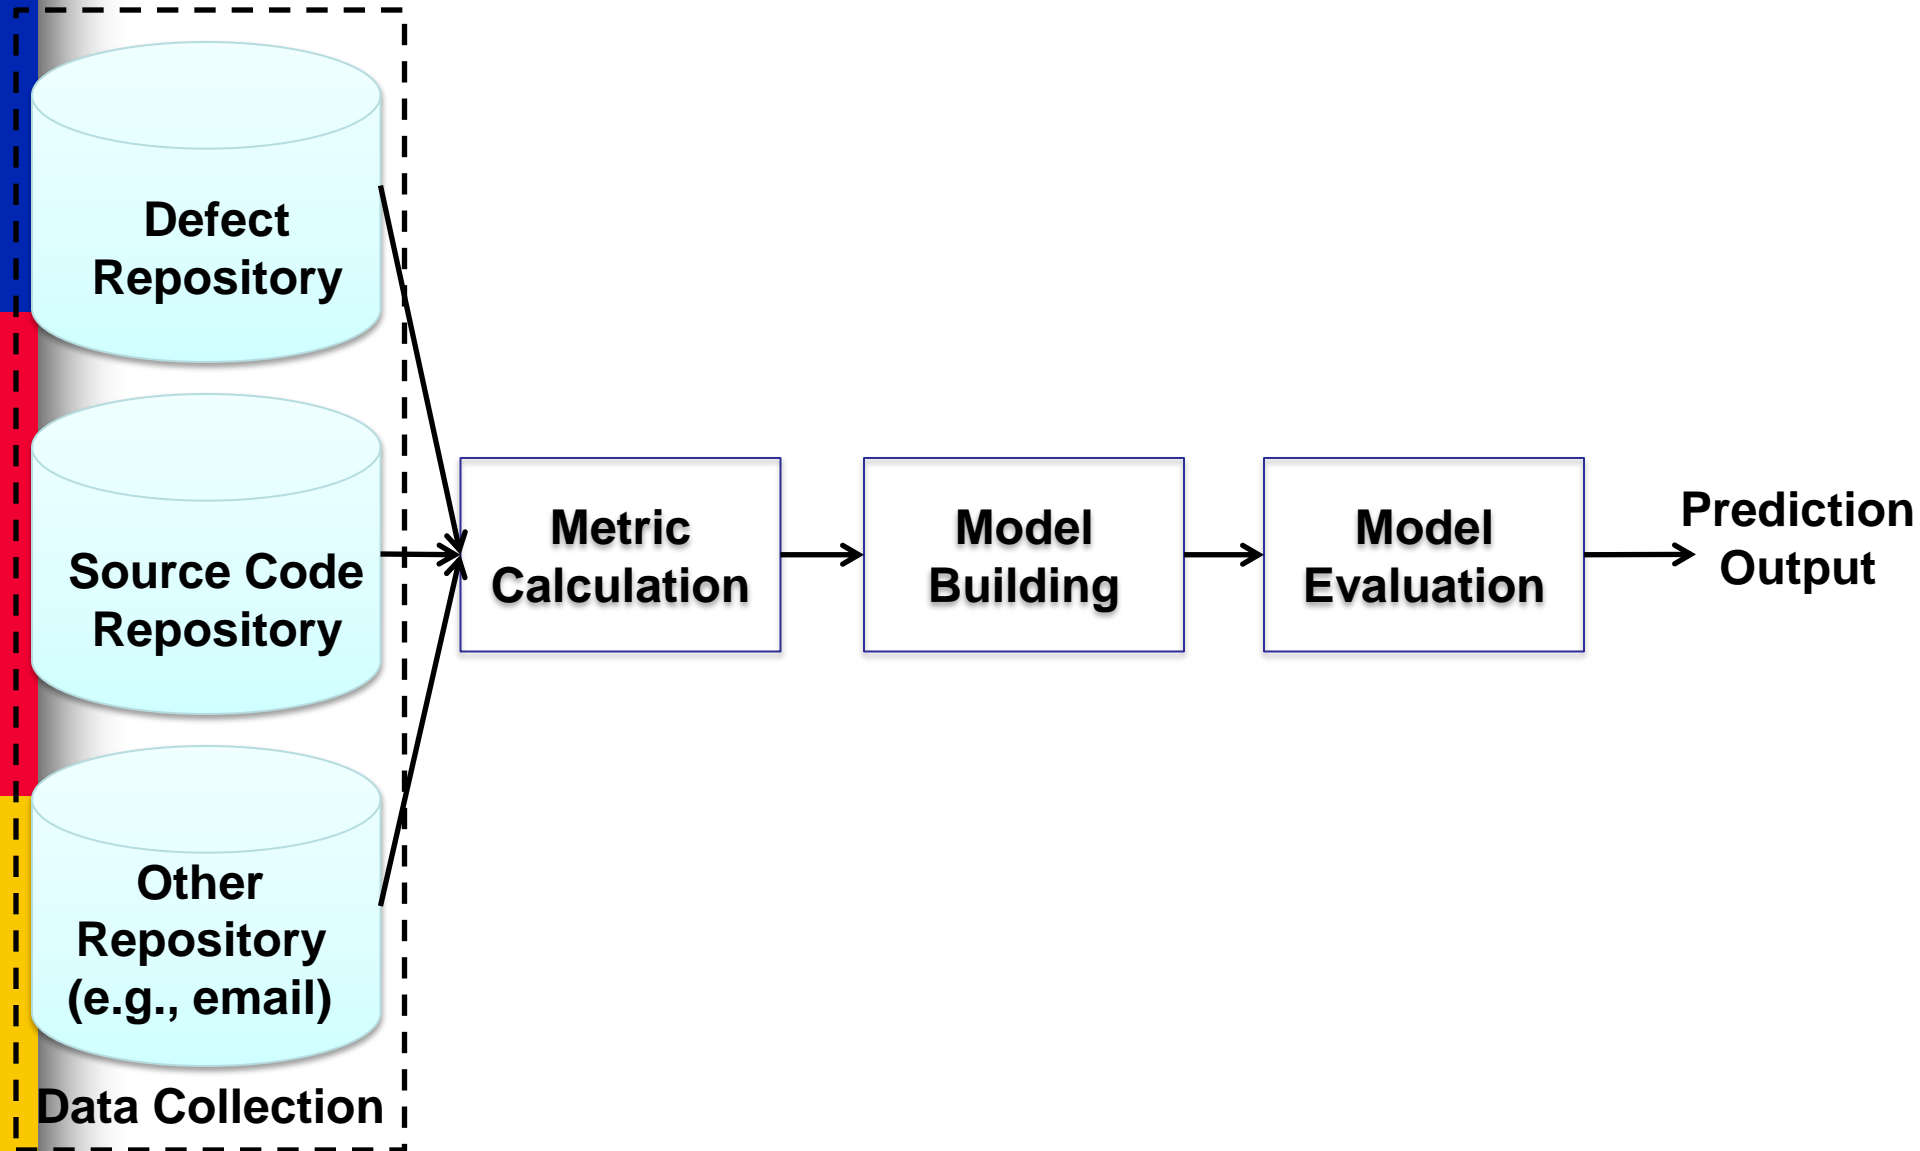 Defect
Repository
Source Code
Repository
Other
Repository
(e.g., email)
Data Collection
Metric
Calculation
Model
Building
Model
Evaluation
Prediction
Output